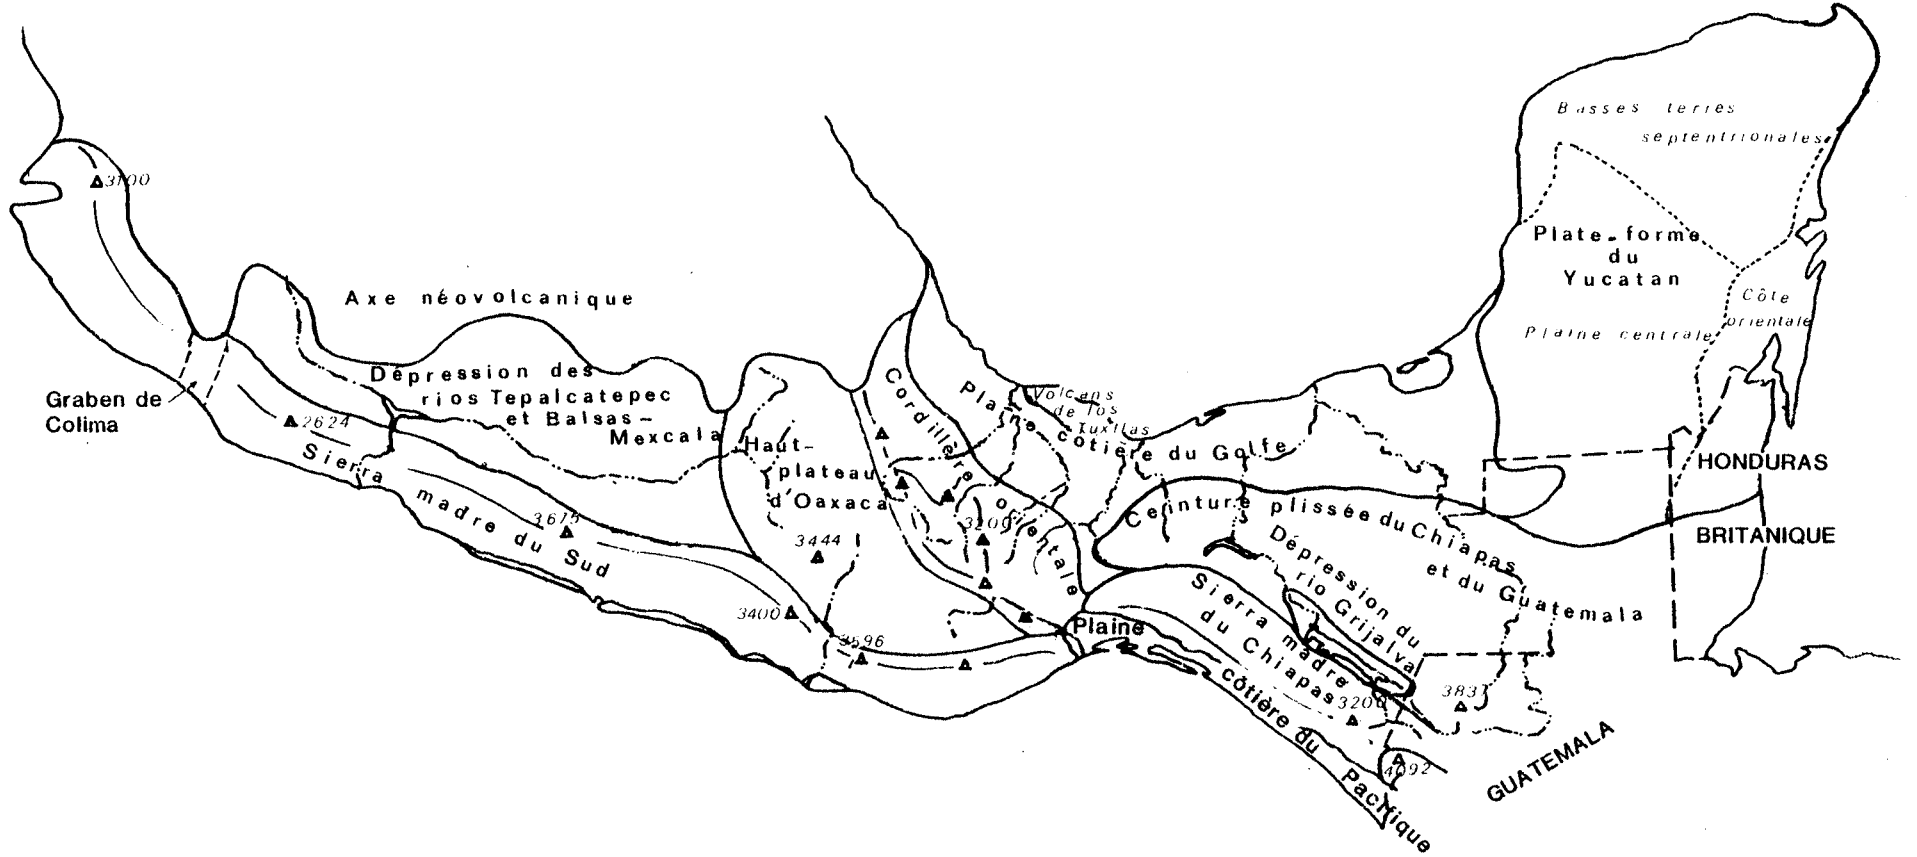 Basses terres
septentrionales
3100
Plate-forme
du
Yucatan
Axe néovolcanique
Côte
orientale
Plaine centrale
Graben de
Colima
Dépression des
rios Tepalcatepec
et Balsas-
Mexcala
2624
Sierra madre du Sud
3675
Haut-
plateau
d'Oaxaca
3444
3400
3596
Cordillère orientale
3200
Plaine côtière du Golfe
Volcans
de los
Tuxtlas
Ceinture plissée du Chiapas
et du Guatemala
Dépression du
rio Grijalva
Sierra madre
du Chiapas
3200
3837
4092
Plaine
côtière du Pacifique
HONDURAS
BRITANIQUE
GUATEMALA